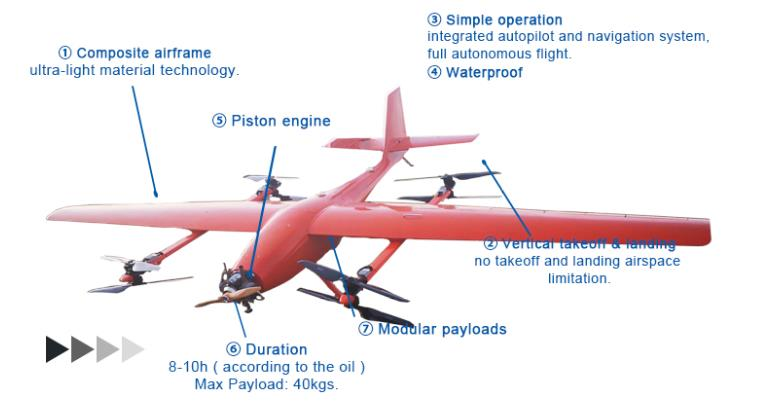 ③ Simple operation
integrated autopilot and navigation system,
full autonomous flight.
④ Waterproof
① Composite airframe
ultra-light material technology.
⑤ Piston engine
② Vertical takeoff & landing
no takeoff and landing airspace
limitation.
⑦ Modular payloads
⑥ Duration
8-10h ( according to the oil )
Max Payload: 40kgs.